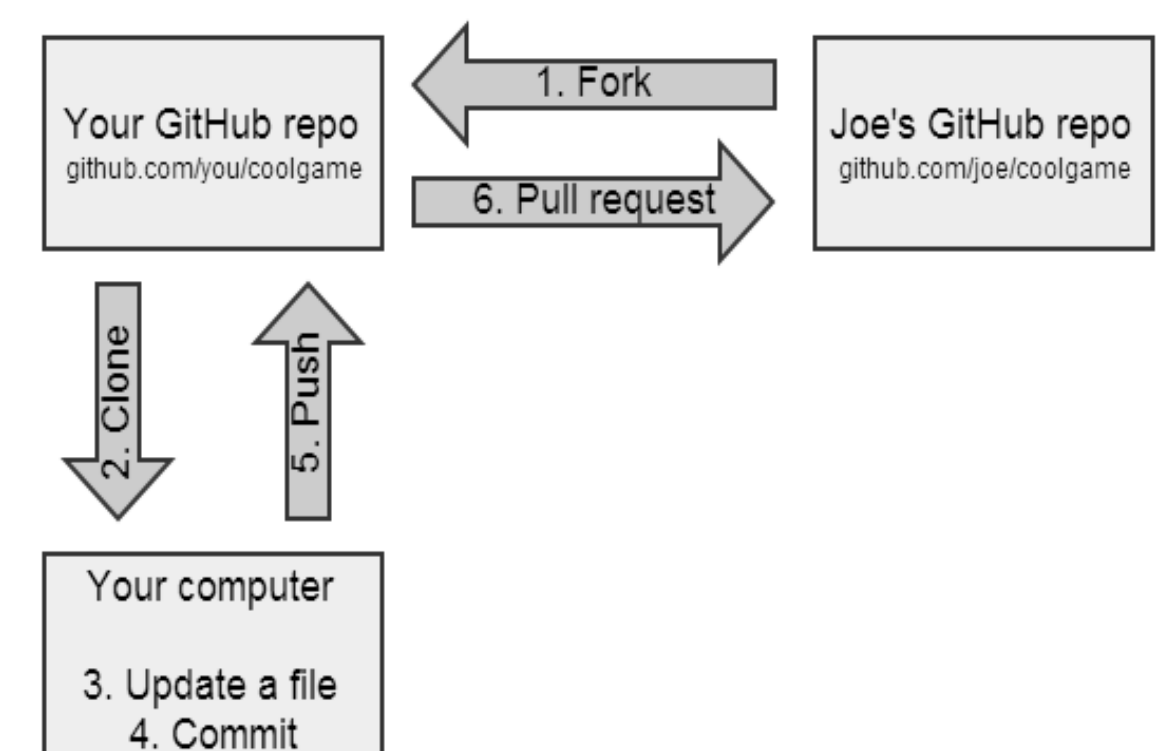 Your GitHub repo
github.com/you/coolgame
1. Fork
6. Pull request
Joe's GitHub repo
github.com/joe/coolgame
2. Clone
5. Push
Your computer
3. Update a file
4. Commit